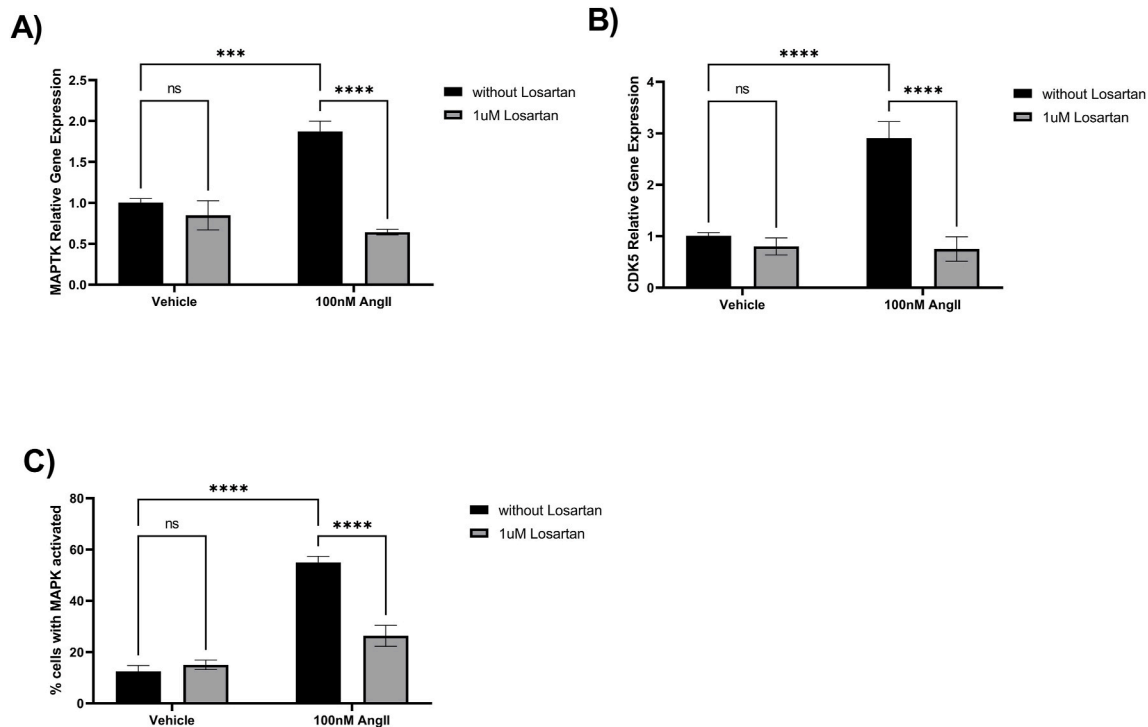 A)
MAPTK Relative Gene Expression
2.5
2.0
1.5
1.0
0.5
0.0
***
ns
****
Vehicle
100nM AngII
without Losartan
1uM Losartan
B)
CDK5 Relative Gene Expression
4
3
2
1
0
****
ns
****
Vehicle
100nM AngII
without Losartan
1uM Losartan
C)
% cells with MAPK activated
80
60
40
20
0
****
ns
****
Vehicle
100nM AngII
without Losartan
1uM Losartan